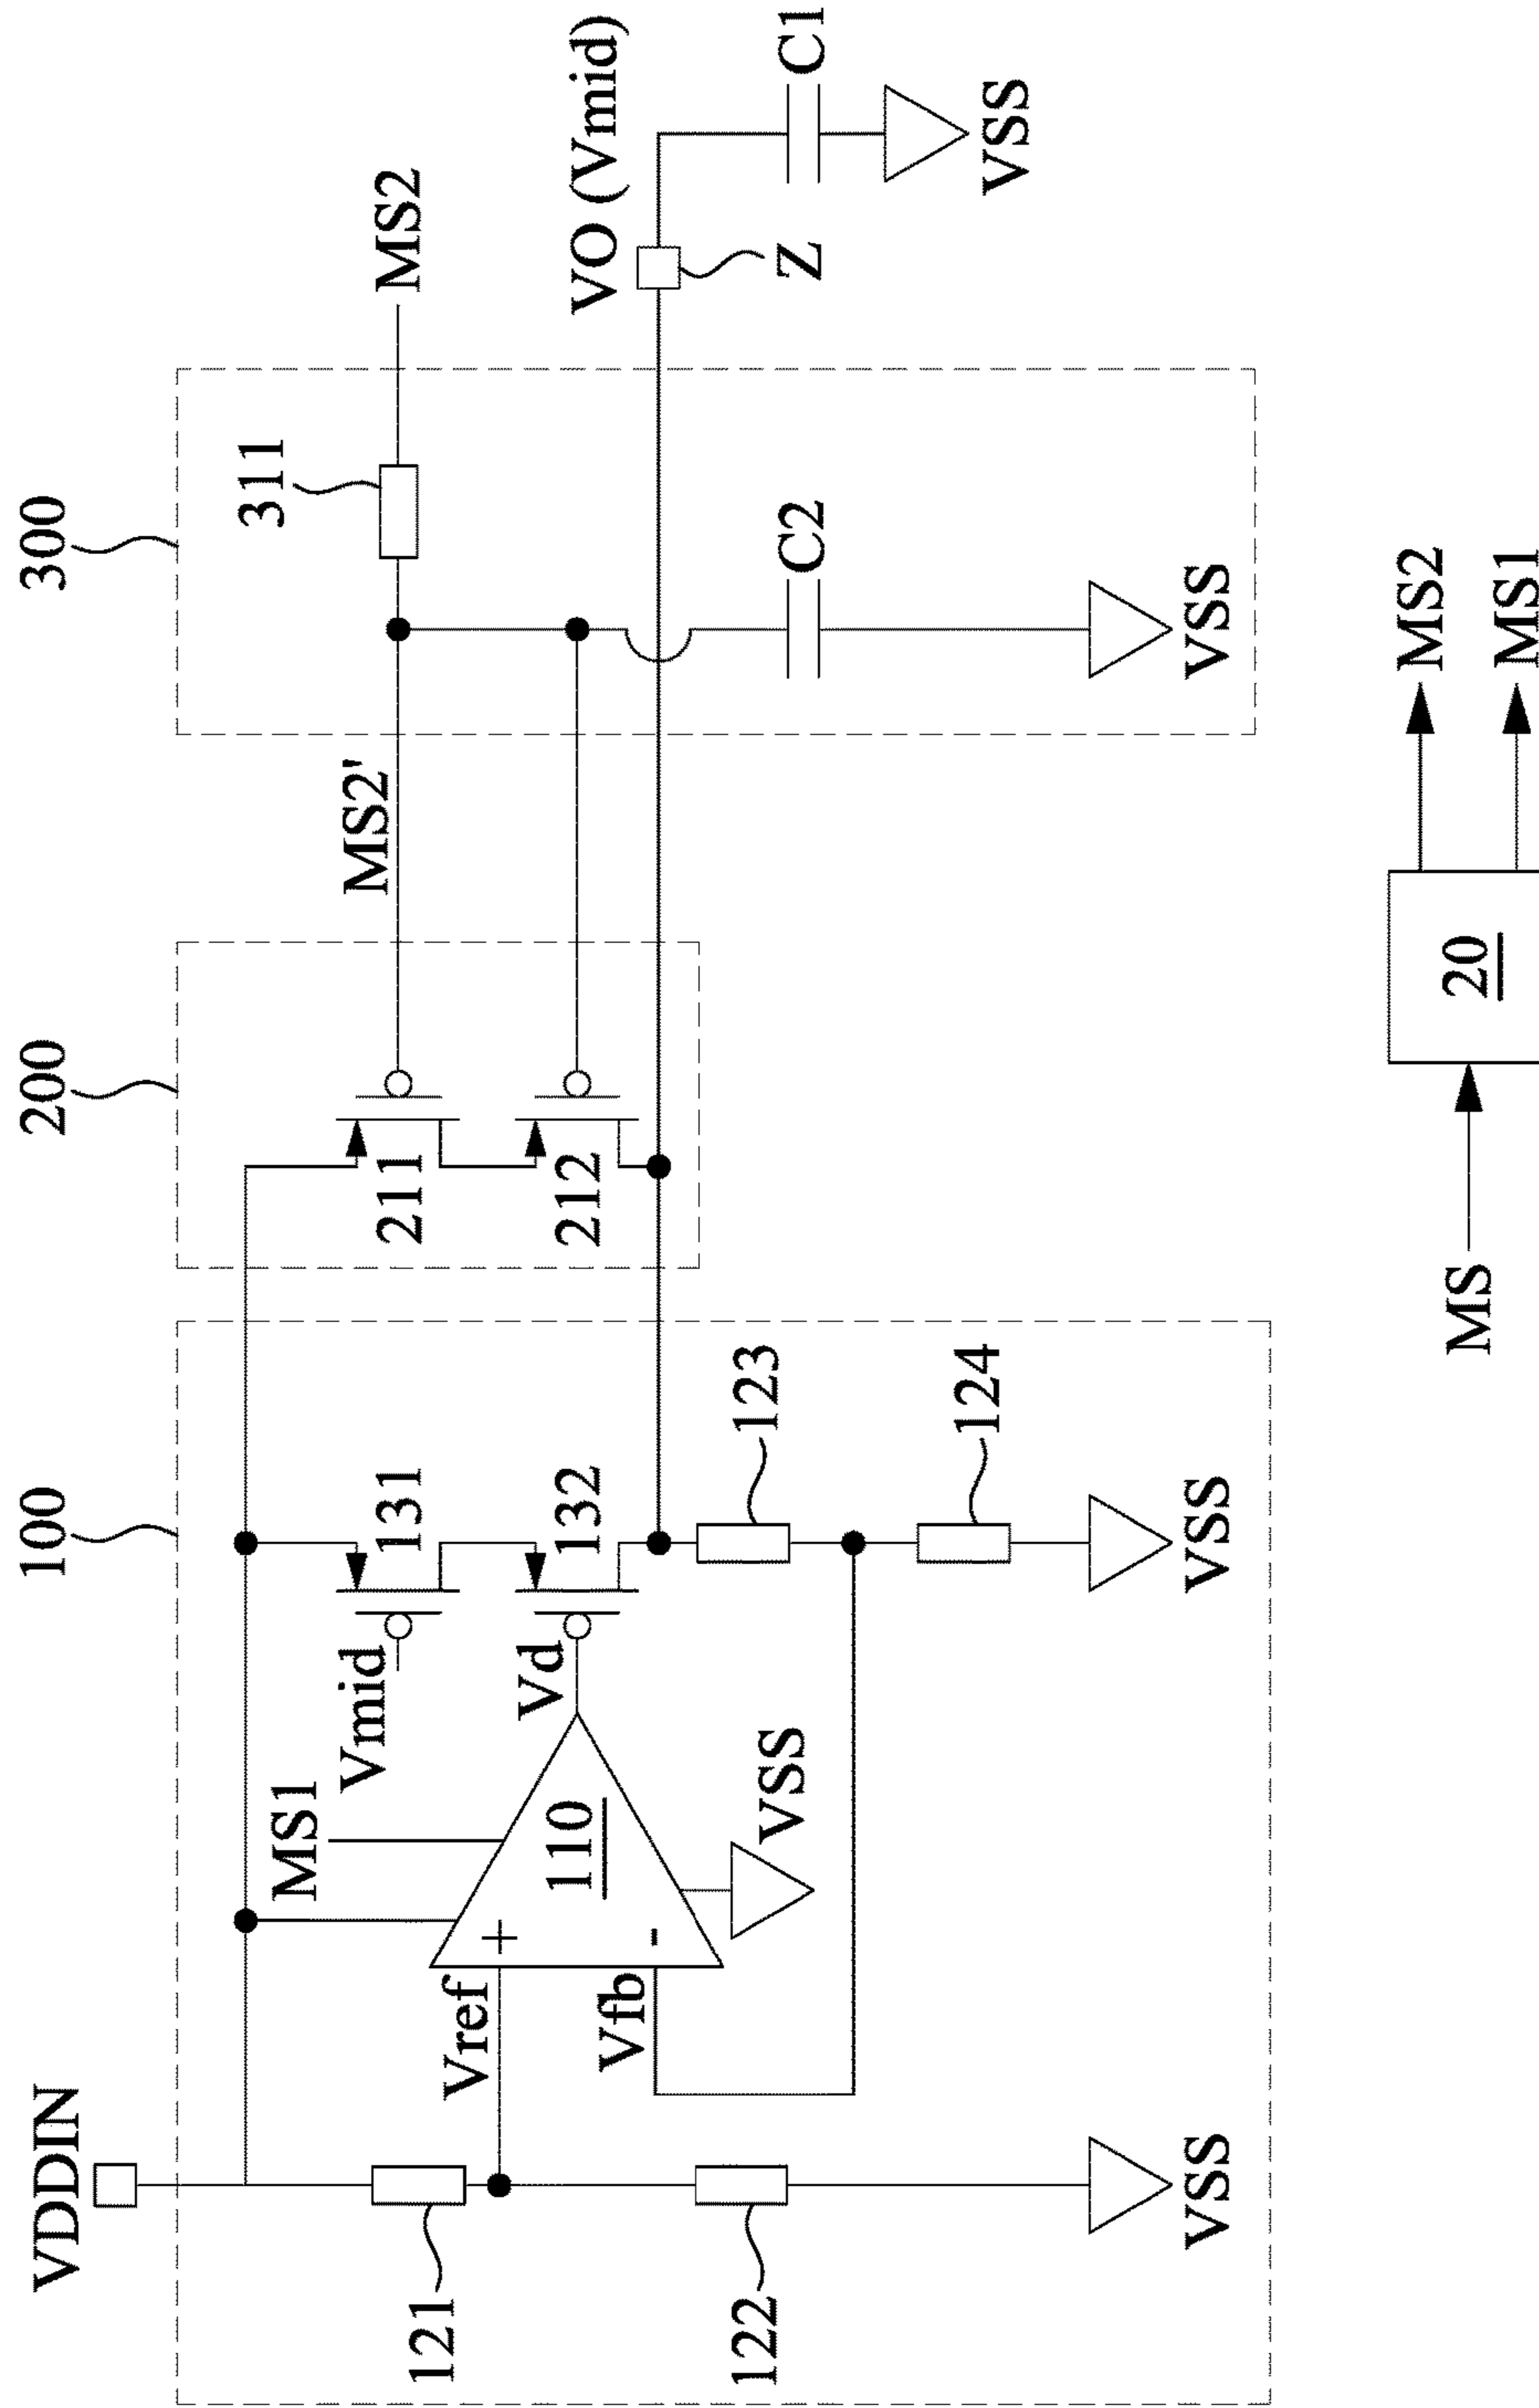 100
200
300
VDDIN
121
122
Vref
Vfb
MS1
110
VSS
Vmid
Vd
131
132
123
124
VSS
VSS
211
212
MS2'
311
C2
VSS
MS2
VO (Vmid)
Z
C1
VSS
MS
20
MS2
MS1